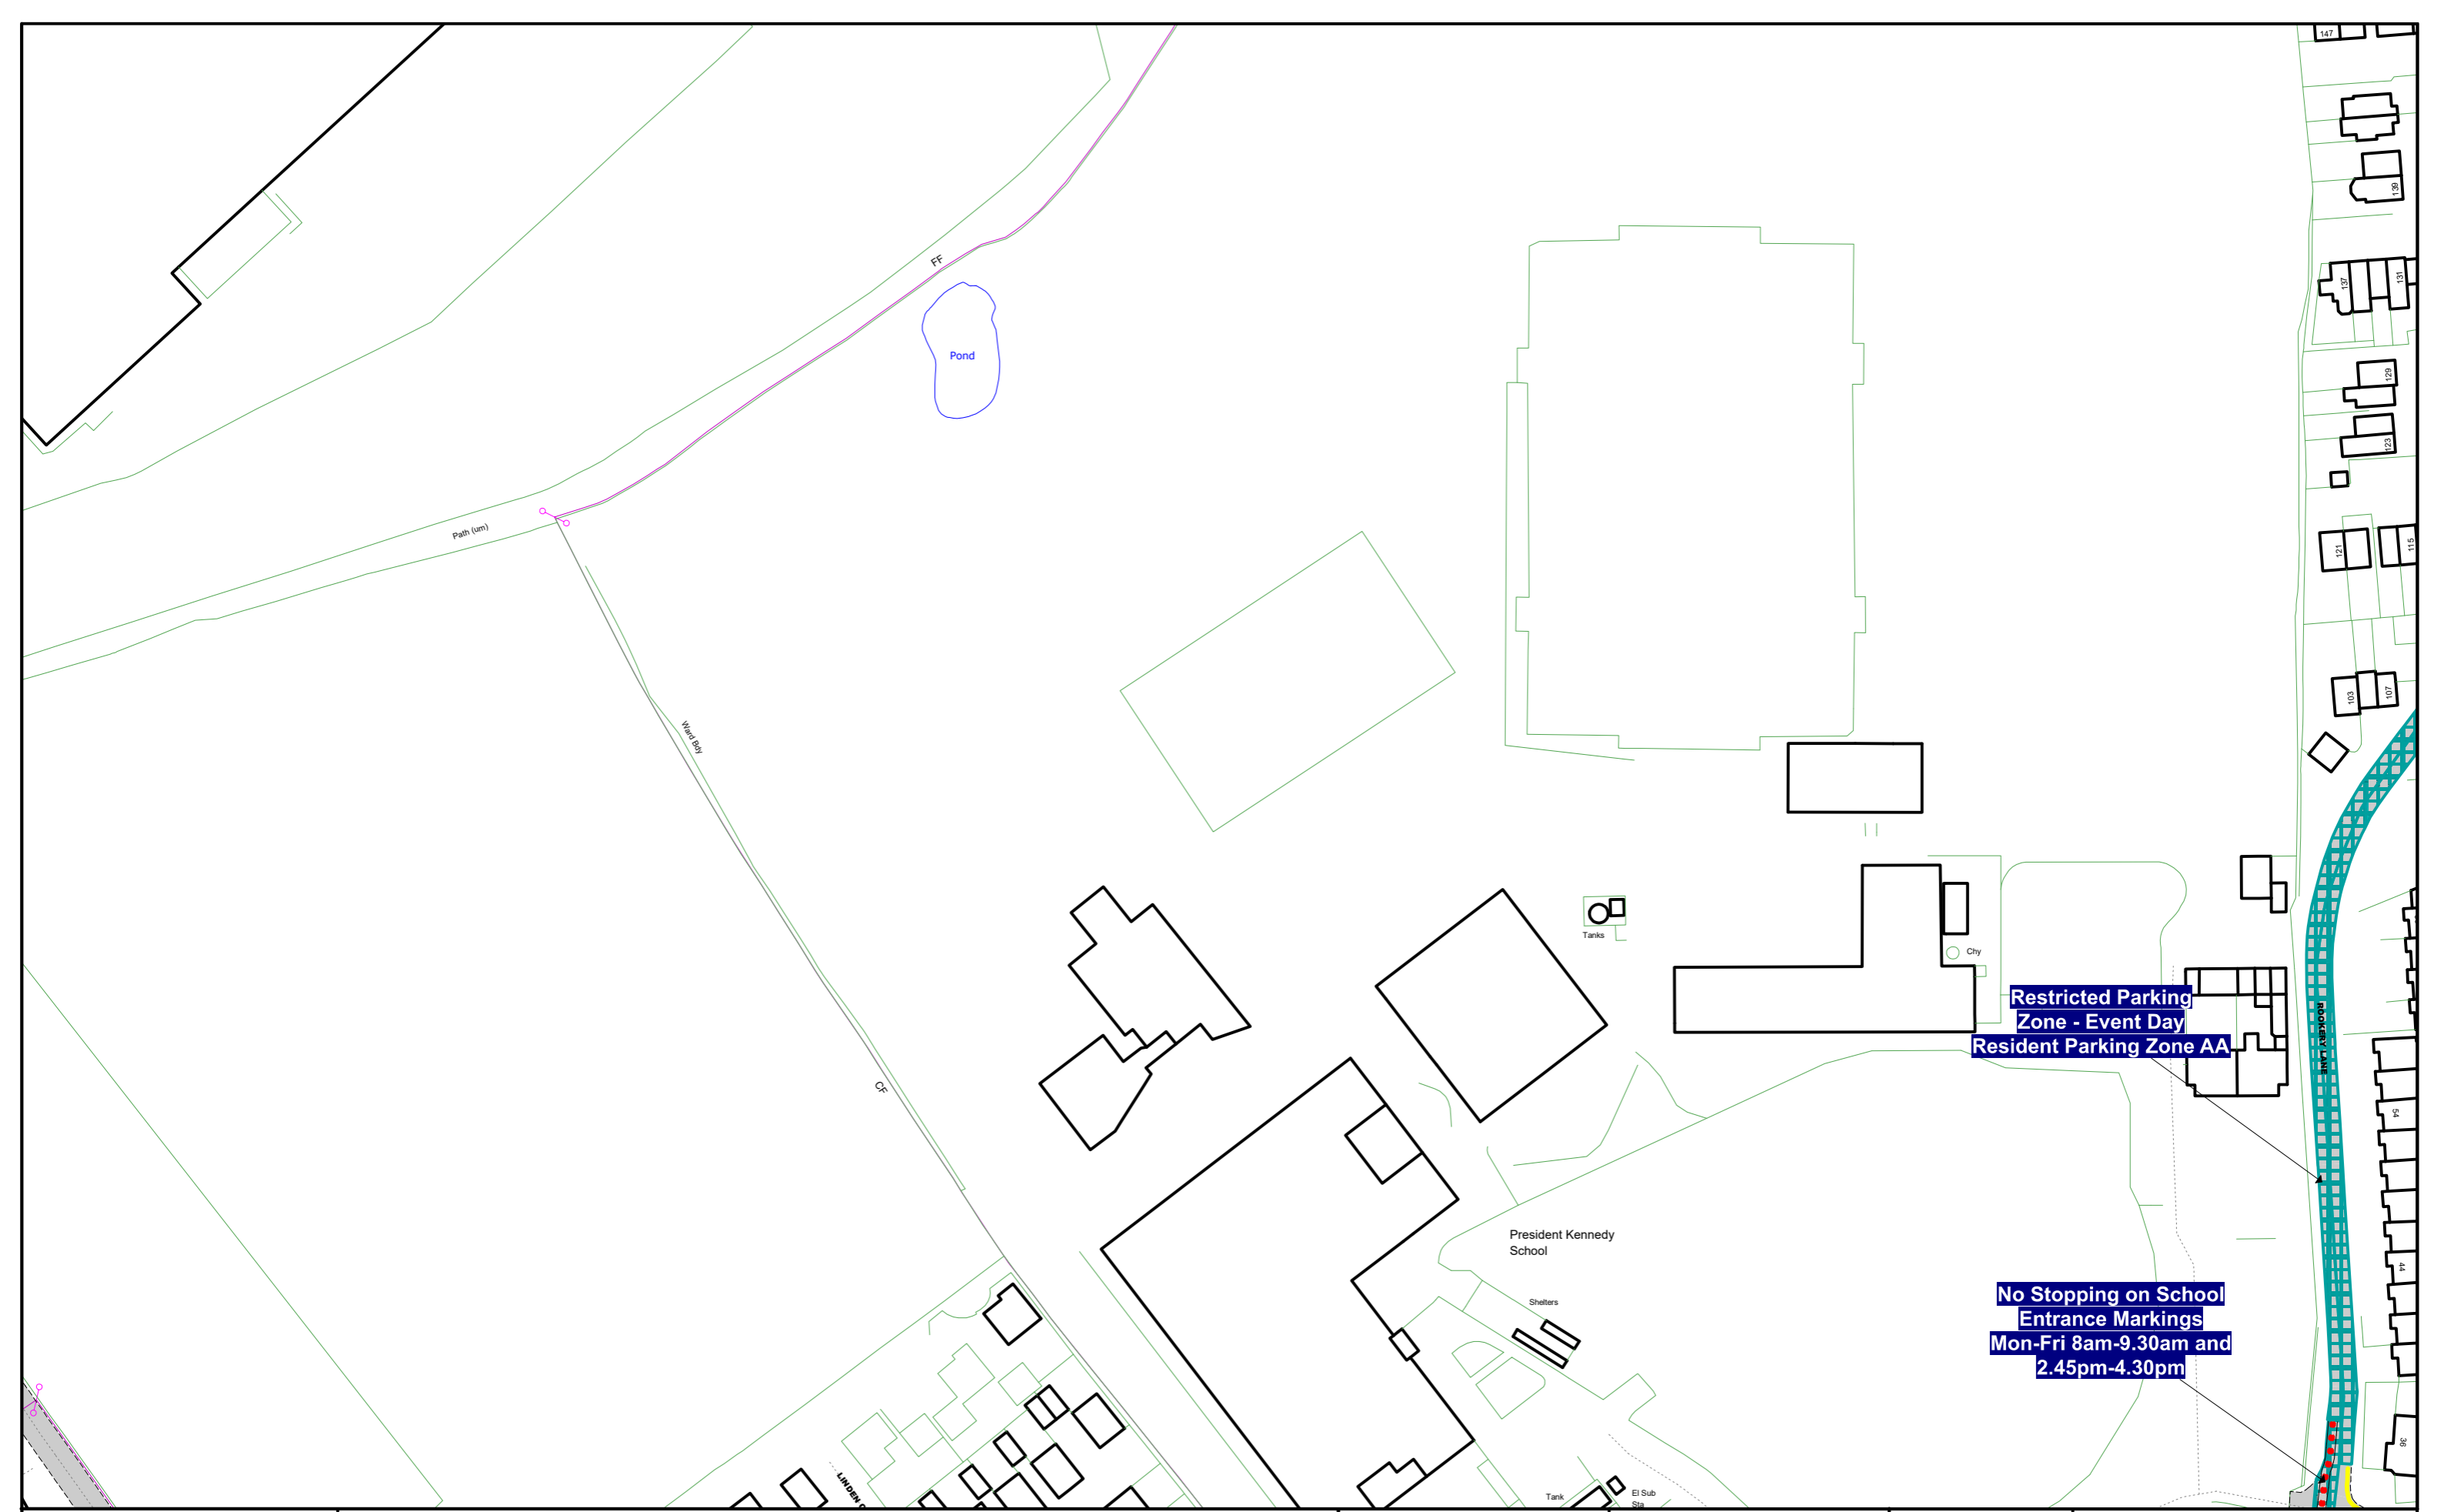 147
139
FF
137
131
Pond
129
123
Path (um)
121
115
103
107
Ward Bdy
Tanks
Chy
Restricted Parking
Zone - Event Day
Resident Parking Zone AA
ROOKERY LANE
CF
54
President Kennedy
School
44
No Stopping on School
Entrance Markings
Mon-Fri 8am-9.30am and
2.45pm-4.30pm
Shelters
36
LINDEN
Tank
El Sub
Sta